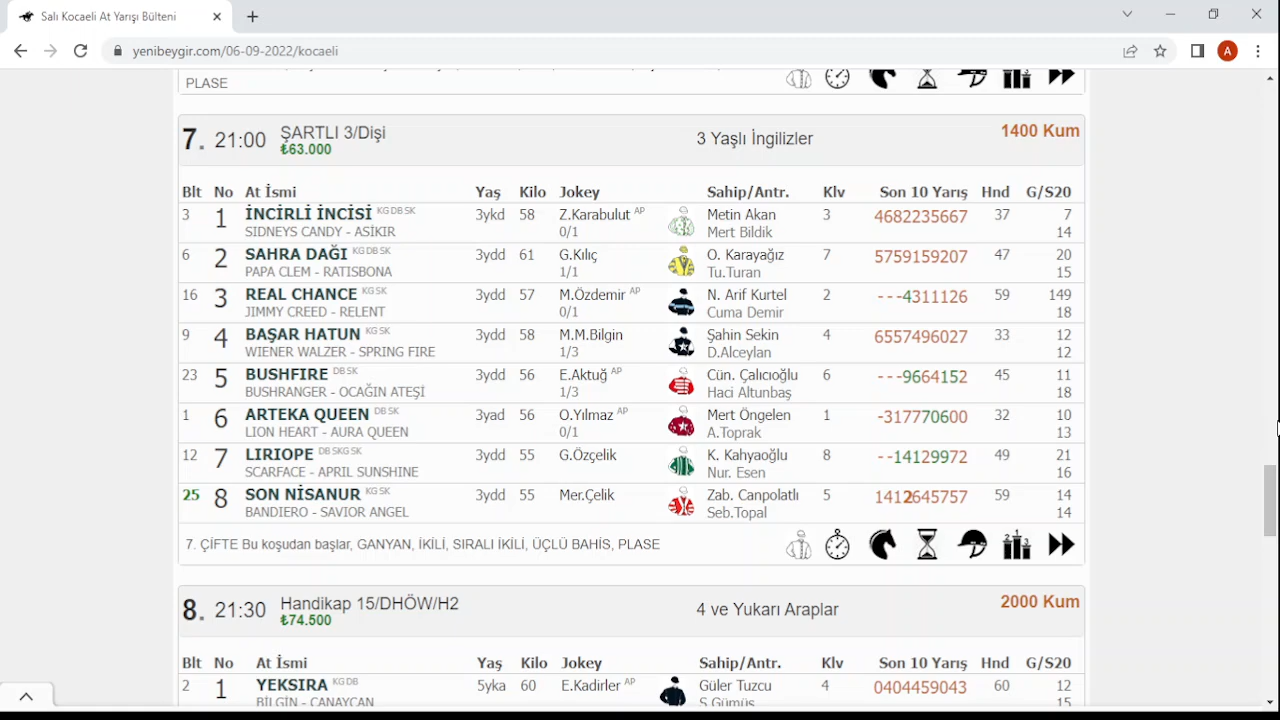 Salı Kocaeli At Yarışı Bülteni
yenibeygir.com/06-09-2022/kocaeli
A
PLASE
7. 21:00 ŞARTLI 3/Dişi 3 Yaşlı İngilizler 1400 Kum
₺63.000
Blt No At İsmi Yaş Kilo Jokey Sahip/Antr. Klv Son 10 Yarış Hnd G/S20
3 1 İNCİRLİ İNCİSİ KG DB SK 3ykd 58 Z.Karabulut AP Metin Akan 3 4682235667 37 7
SIDNEYS CANDY - ASİKIR 0/1 Mert Bildik 14
6 2 SAHRA DAĞI KG DB SK 3ydd 61 G.Kılıç O. Karayağız 7 5759159207 47 20
PAPA CLEM - RATISBONA 1/1 Tu.Turan 15
16 3 REAL CHANCE KG SK 3ydd 57 M.Özdemir AP N. Arif Kurtel 2 ---4311126 59 149
JIMMY CREED - RELENT 0/1 Cuma Demir 18
9 4 BAŞAR HATUN KG SK 3ydd 58 M.M.Bilgin Şahin Sekin 4 6557496027 33 12
WIENER WALZER - SPRING FIRE 1/3 D.Alceylan 12
23 5 BUSHFIRE DB SK 3ydd 56 E.Aktuğ AP Cün. Çalıcıoğlu 6 ---9664152 45 11
BUSHRANGER - OCAĞIN ATEŞİ 1/3 Haci Altunbaş 18
1 6 ARTEKA QUEEN DB SK 3yad 56 O.Yılmaz AP Mert Öngelen 1 -317770600 32 10
LION HEART - AURA QUEEN 0/1 A.Toprak 13
12 7 LIRIOPE DB SKG SK 3ydd 55 G.Özçelik K. Kahyaoğlu 8 --14129972 49 21
SCARFACE - APRIL SUNSHINE Nur. Esen 16
25 8 SON NİSANUR KG SK 3ydd 55 Mer.Çelik Zab. Canpolatlı 5 1412645757 59 14
BANDIERO - SAVIOR ANGEL Seb.Topal 14
7. ÇİFTE Bu koşudan başlar, GANYAN, İKİLİ, SIRALI İKİLİ, ÜÇLÜ BAHİS, PLASE
8. 21:30 Handikap 15/DHÖW/H2 4 ve Yukarı Araplar 2000 Kum
₺74.500
Blt No At İsmi Yaş Kilo Jokey Sahip/Antr. Klv Son 10 Yarış Hnd G/S20
2 1 YEKSIRA KG DB 5yka 60 E.Kadirler AP Güler Tuzcu 4 0404459043 60 12
BİLGİN - CANAYCAN S.Gümüş 15